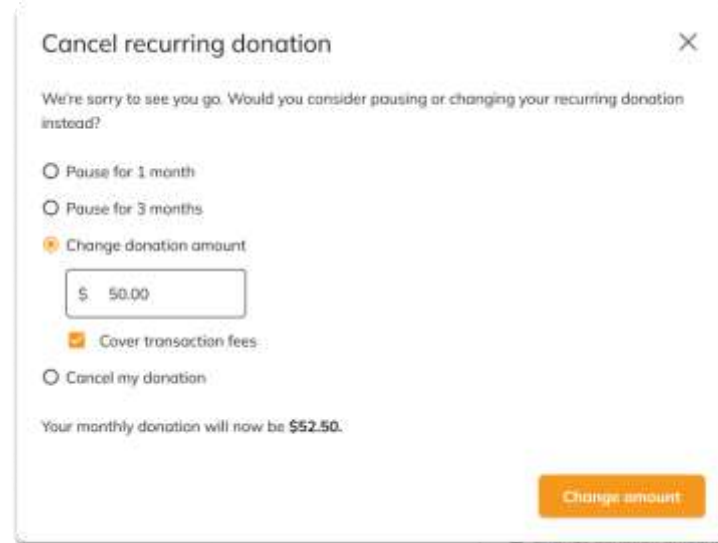 Cancel recurring donation
We're sorry to see you go. Would you consider pausing or changing your recurring donation
instead?
Pause for 1 month
Pause for 3 months
Change donation amount
$ 50.00
Cover transaction fees
Cancel my donation
Your monthly donation will now be $52.50.
Change amount